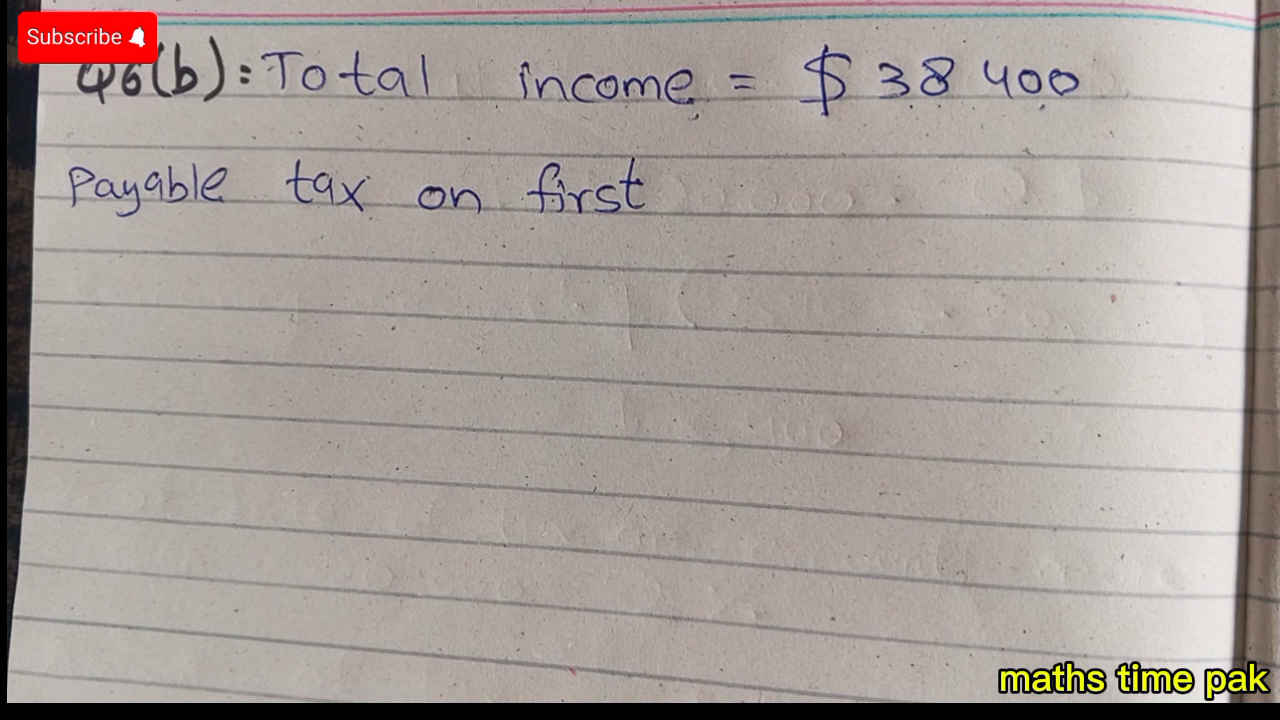 Subscribe
Q6(b): Total income = $ 38 400
Payable tax on first
maths time pak